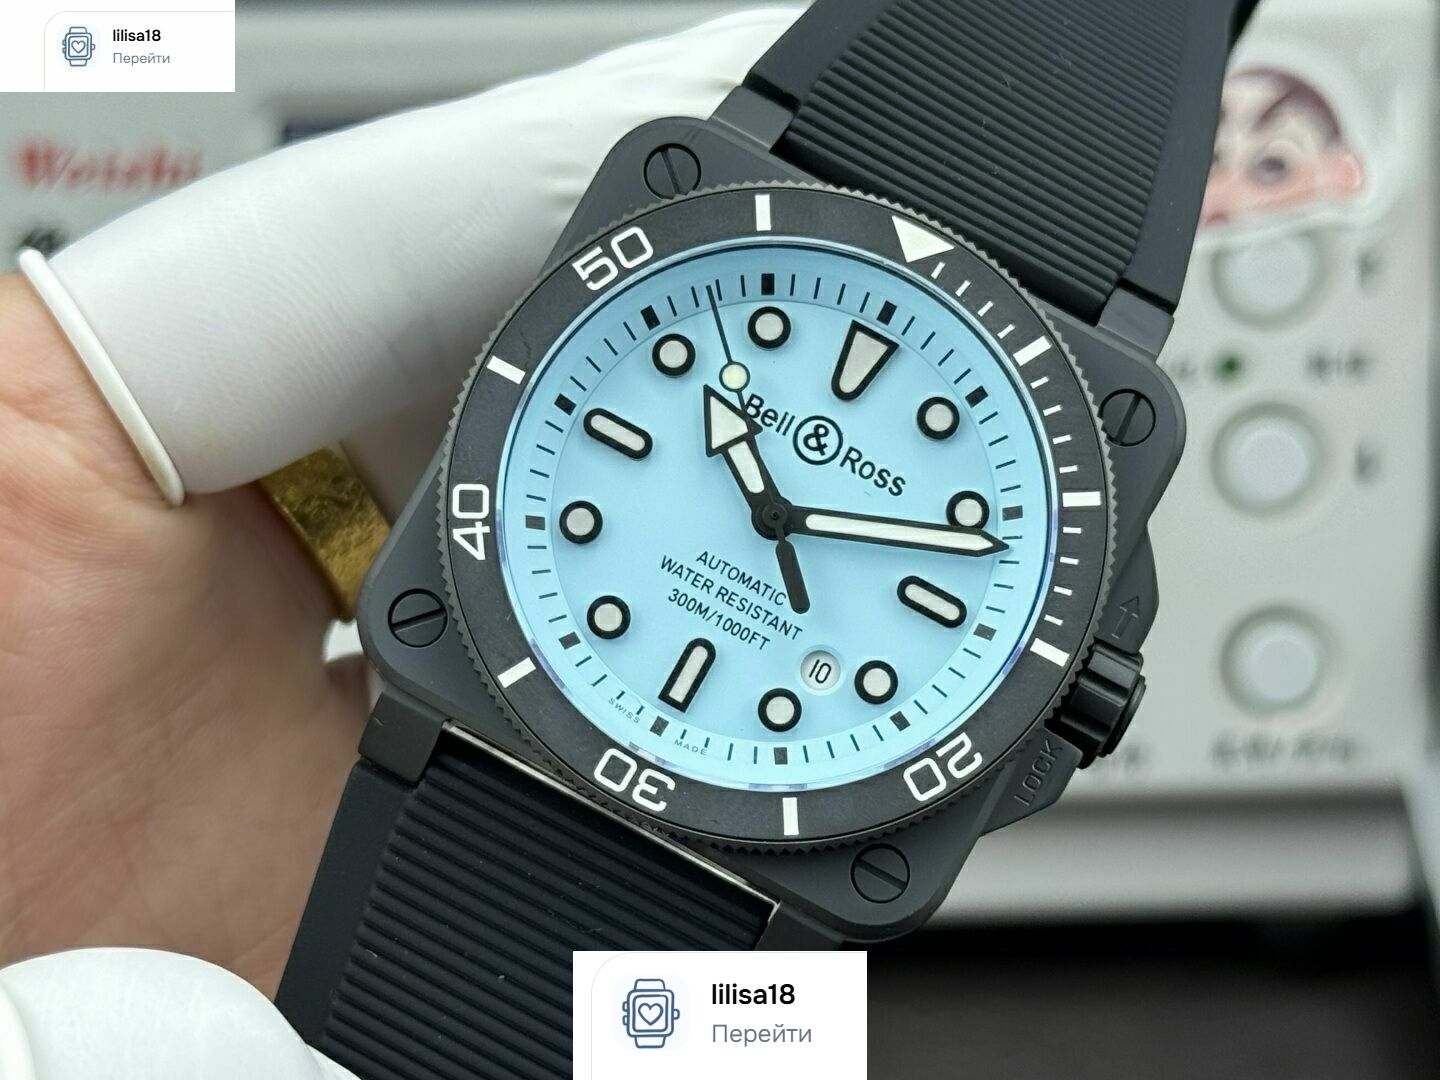 lilisa18
Перейти
Weishi
50
40
30
20
Bell & Ross
AUTOMATIC
WATER RESISTANT
300M/1000FT
10
SWISS MADE
LOCK
lilisa18
Перейти